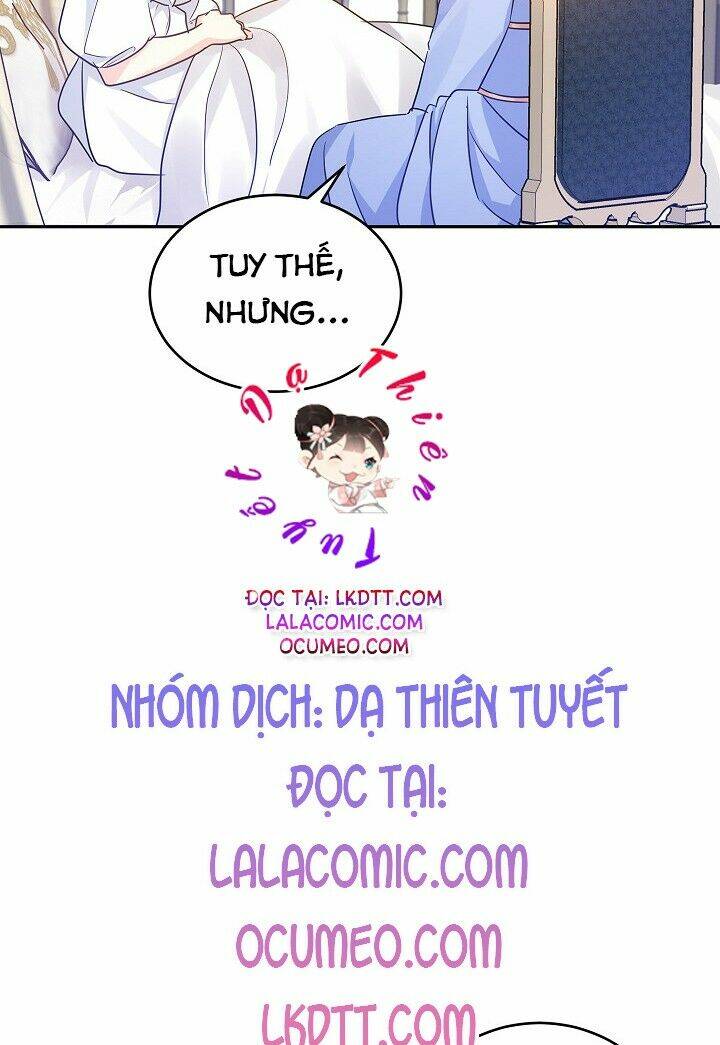 TUY THẾ,
NHƯNG...
Dạ Thiên Tuyết
ĐỌC TẠI: LKDTT.COM
LALACOMIC.COM
OCUMEO.COM
NHÓM DỊCH: DẠ THIÊN TUYẾT
ĐỌC TẠI:
LALACOMIC.COM
OCUMEO.COM
LKDTT.COM